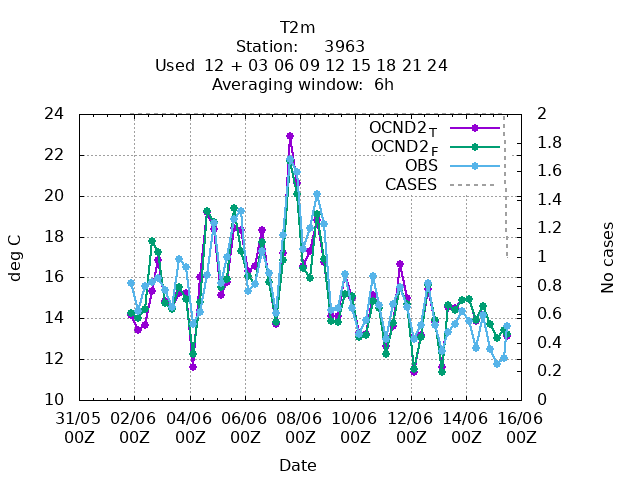 T2m
Station: 3963
Used 12 + 03 06 09 12 15 18 21 24
Averaging window: 6h
24 2
OCND2 T
1.8
OCND2 F
22 OBS 1.6
CASES 1.4
20
1.2
18
1
16 0.8
0.6
14
0.4
12
0.2
10 0
deg C
No cases
31/05 02/06 04/06 06/06 08/06 10/06 12/06 14/06 16/06
00Z 00Z 00Z 00Z 00Z 00Z 00Z 00Z 00Z
Date